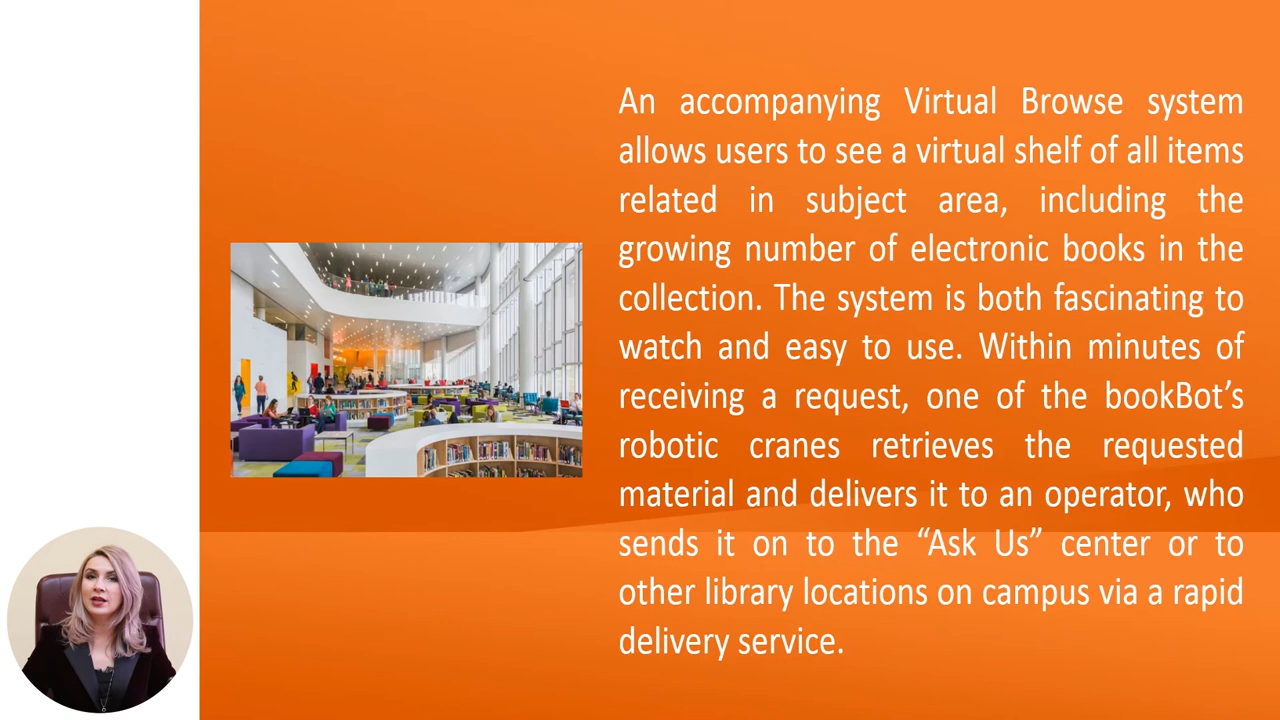 An accompanying Virtual Browse system
allows users to see a virtual shelf of all items
related in subject area, including the
growing number of electronic books in the
collection. The system is both fascinating to
watch and easy to use. Within minutes of
receiving a request, one of the bookBot’s
robotic cranes retrieves the requested
material and delivers it to an operator, who
sends it on to the “Ask Us” center or to
other library locations on campus via a rapid
delivery service.